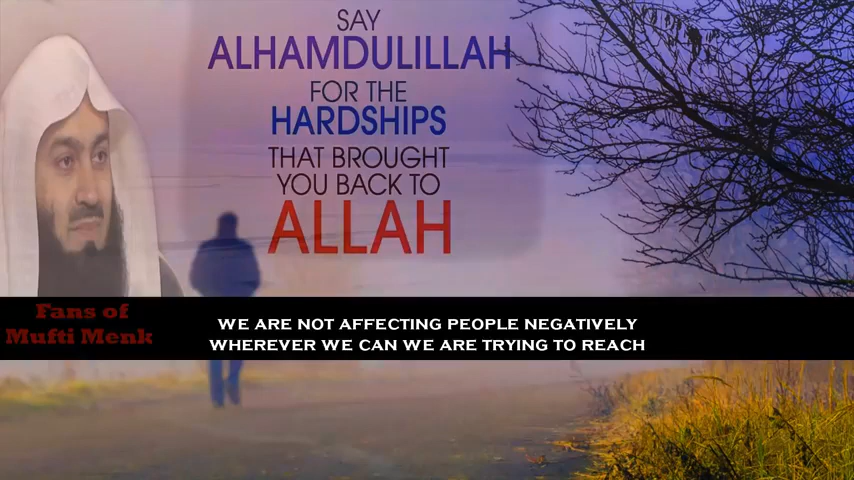 SAY
ALHAMDULILLAH
FOR THE
HARDSHIPS
THAT BROUGHT
YOU BACK TO
ALLAH
Fans of
Mufti Menk
WE ARE NOT AFFECTING PEOPLE NEGATIVELY
WHEREVER WE CAN WE ARE TRYING TO REACH